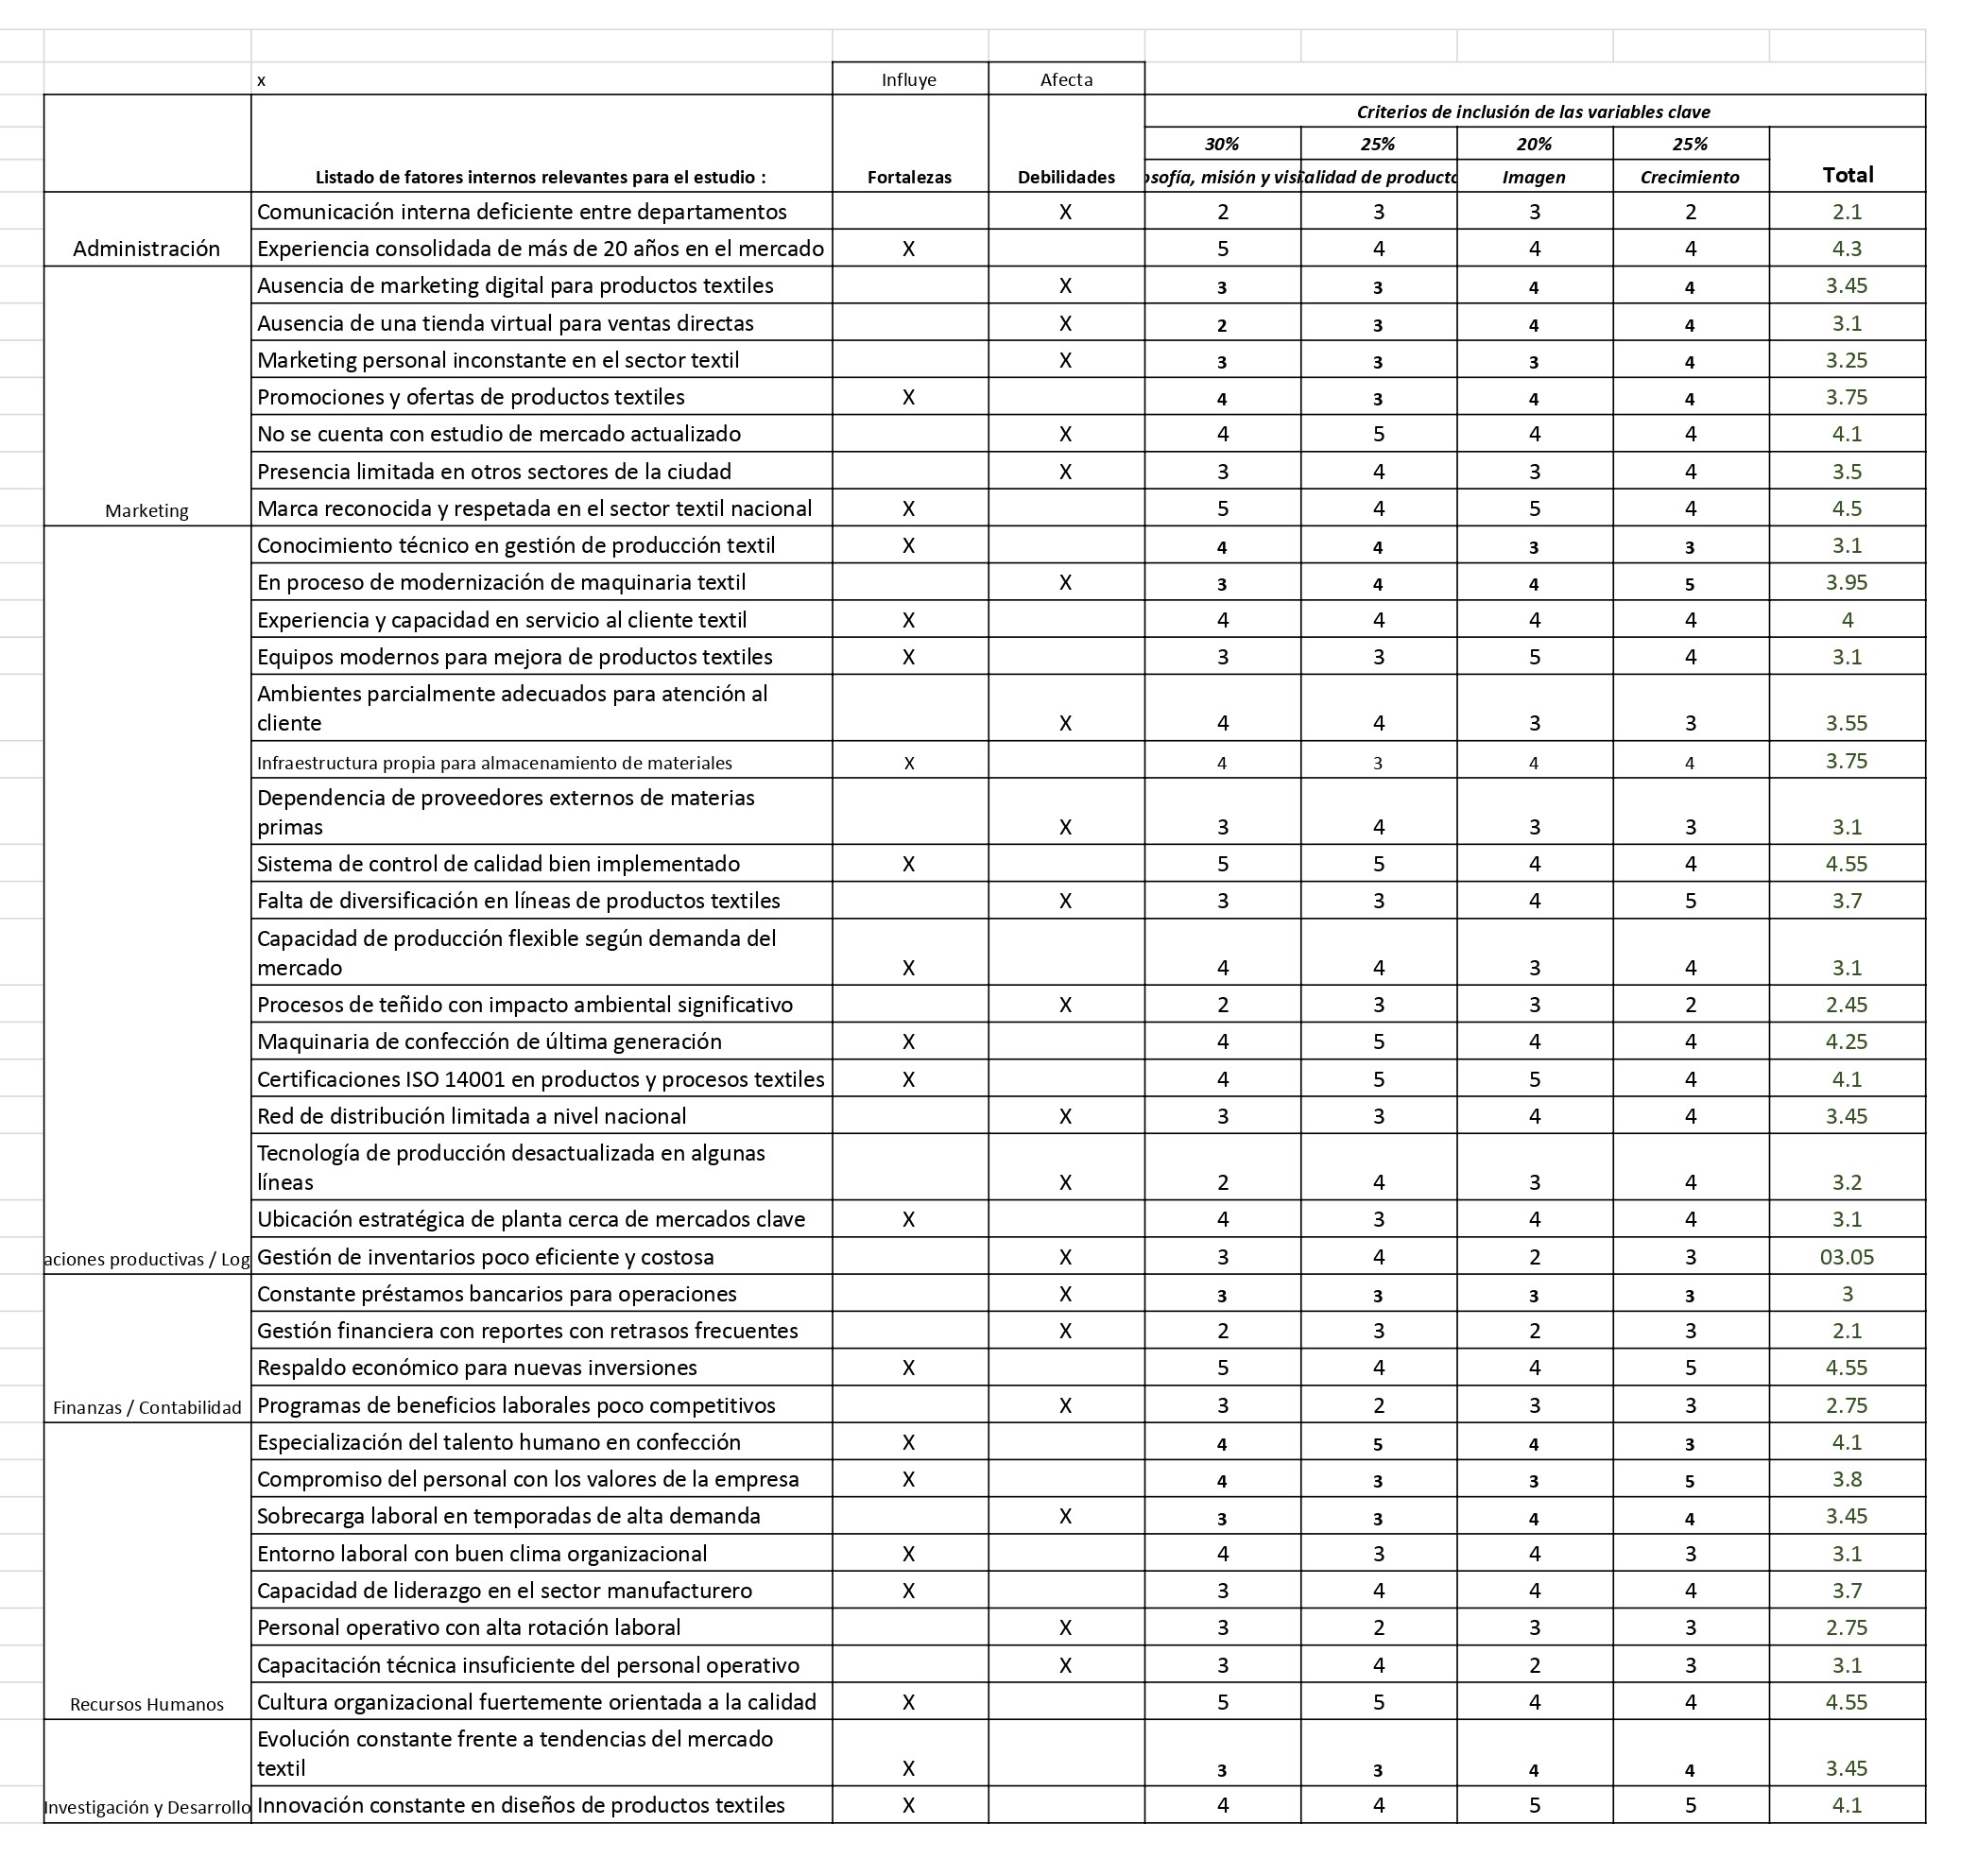 x Influye Afecta
Criterios de inclusión de las variables clave
30% 25% 20% 25%
Listado de fatores internos relevantes para el estudio : Fortalezas Debilidades osofía, misión y visi alidad de producto Imagen Crecimiento Total
Comunicación interna deficiente entre departamentos X 2 3 3 2 2.1
Administración Experiencia consolidada de más de 20 años en el mercado X 5 4 4 4 4.3
Ausencia de marketing digital para productos textiles X 3 3 4 4 3.45
Ausencia de una tienda virtual para ventas directas X 2 3 4 4 3.1
Marketing personal inconstante en el sector textil X 3 3 3 4 3.25
Promociones y ofertas de productos textiles X 4 3 4 4 3.75
No se cuenta con estudio de mercado actualizado X 4 5 4 4 4.1
Presencia limitada en otros sectores de la ciudad X 3 4 3 4 3.5
Marketing Marca reconocida y respetada en el sector textil nacional X 5 4 5 4 4.5
Conocimiento técnico en gestión de producción textil X 4 4 3 3 3.1
En proceso de modernización de maquinaria textil X 3 4 4 5 3.95
Experiencia y capacidad en servicio al cliente textil X 4 4 4 4 4
Equipos modernos para mejora de productos textiles X 3 3 5 4 3.1
Ambientes parcialmente adecuados para atención al
cliente X 4 4 3 3 3.55
Infraestructura propia para almacenamiento de materiales X 4 3 4 4 3.75
Dependencia de proveedores externos de materias
primas X 3 4 3 3 3.1
Sistema de control de calidad bien implementado X 5 5 4 4 4.55
Falta de diversificación en líneas de productos textiles X 3 3 4 5 3.7
Capacidad de producción flexible según demanda del
mercado X 4 4 3 4 3.1
Procesos de teñido con impacto ambiental significativo X 2 3 3 2 2.45
Maquinaria de confección de última generación X 4 5 4 4 4.25
Certificaciones ISO 14001 en productos y procesos textiles X 4 5 5 4 4.1
Red de distribución limitada a nivel nacional X 3 3 4 4 3.45
Tecnología de producción desactualizada en algunas
líneas X 2 4 3 4 3.2
Ubicación estratégica de planta cerca de mercados clave X 4 3 4 4 3.1
aciones productivas / Log Gestión de inventarios poco eficiente y costosa X 3 4 2 3 03.05
Constante préstamos bancarios para operaciones X 3 3 3 3 3
Gestión financiera con reportes con retrasos frecuentes X 2 3 2 3 2.1
Respaldo económico para nuevas inversiones X 5 4 4 5 4.55
Finanzas / Contabilidad Programas de beneficios laborales poco competitivos X 3 2 3 3 2.75
Especialización del talento humano en confección X 4 5 4 3 4.1
Compromiso del personal con los valores de la empresa X 4 3 3 5 3.8
Sobrecarga laboral en temporadas de alta demanda X 3 3 4 4 3.45
Entorno laboral con buen clima organizacional X 4 3 4 3 3.1
Capacidad de liderazgo en el sector manufacturero X 3 4 4 4 3.7
Personal operativo con alta rotación laboral X 3 2 3 3 2.75
Capacitación técnica insuficiente del personal operativo X 3 4 2 3 3.1
Recursos Humanos Cultura organizacional fuertemente orientada a la calidad X 5 5 4 4 4.55
Evolución constante frente a tendencias del mercado
textil X 3 3 4 4 3.45
Investigación y Desarrollo Innovación constante en diseños de productos textiles X 4 4 5 5 4.1